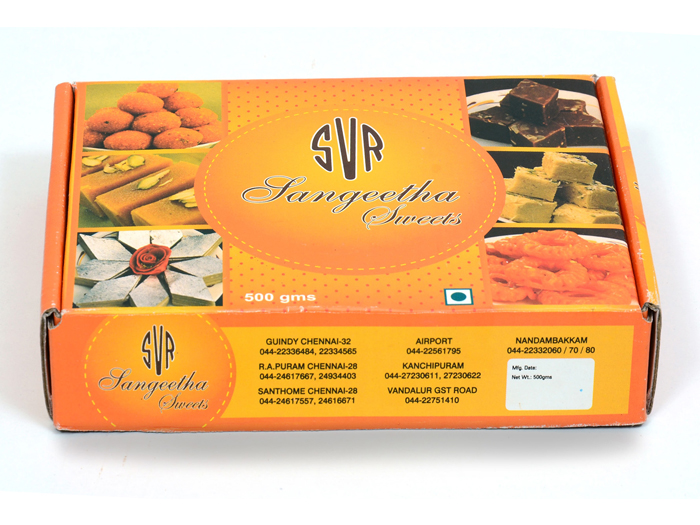 SVR
Sangeetha
Sweets
500 gms
SVR
Sangeetha
Sweets
GUINDY CHENNAI-32
044-22336484, 22334565
R.A.PURAM CHENNAI-28
044-24617667, 24934403
SANTHOME CHENNAI-28
044-24617557, 24616671
AIRPORT
044-22561795
KANCHIPURAM
044-27230611, 27230622
VANDALUR GST ROAD
044-22751410
NANDAMBAKKAM
044-22332060 / 70 / 80
Mfg. Date:
Net Wt.: 500gms